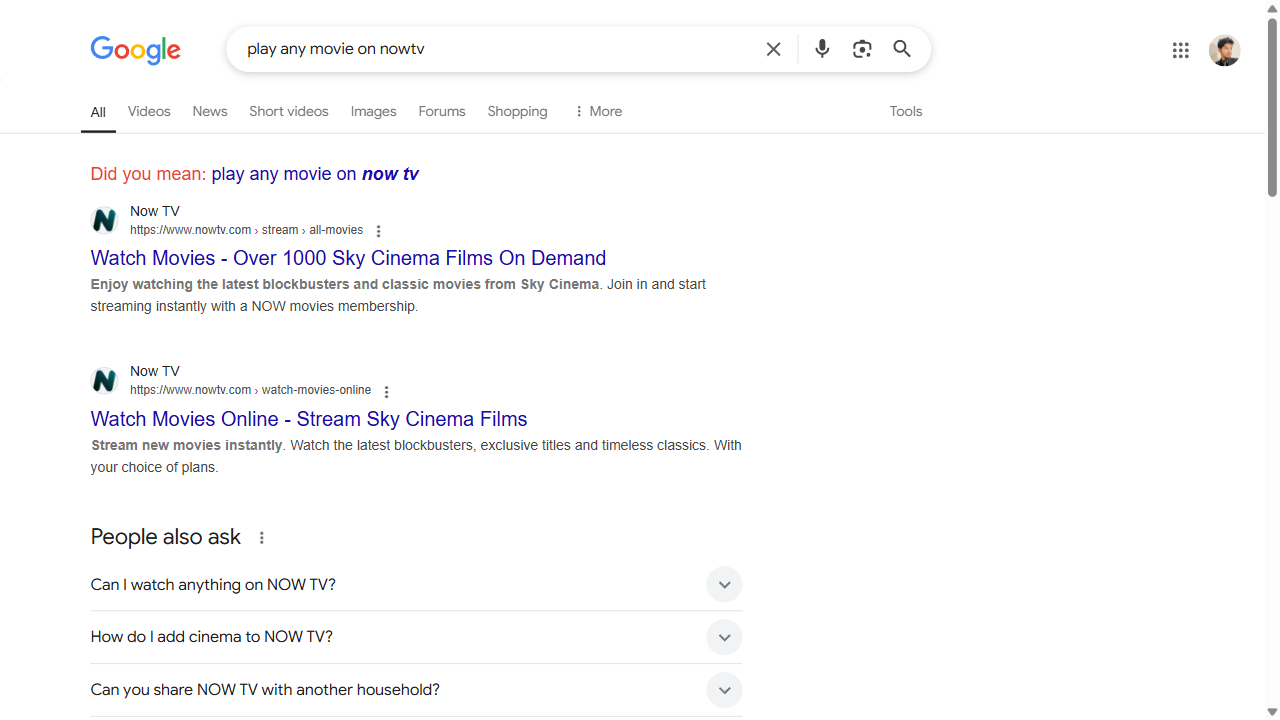 Google
play any movie on nowtv
All
Videos
News
Short videos
Images
Forums
Shopping
More
Tools
Did you mean: play any movie on now tv
Now TV
https://www.nowtv.com › stream › all-movies
Watch Movies - Over 1000 Sky Cinema Films On Demand
Enjoy watching the latest blockbusters and classic movies from Sky Cinema. Join in and start
streaming instantly with a NOW movies membership.
Now TV
https://www.nowtv.com › watch-movies-online
Watch Movies Online - Stream Sky Cinema Films
Stream new movies instantly. Watch the latest blockbusters, exclusive titles and timeless classics. With
your choice of plans.
People also ask
Can I watch anything on NOW TV?
How do I add cinema to NOW TV?
Can you share NOW TV with another household?